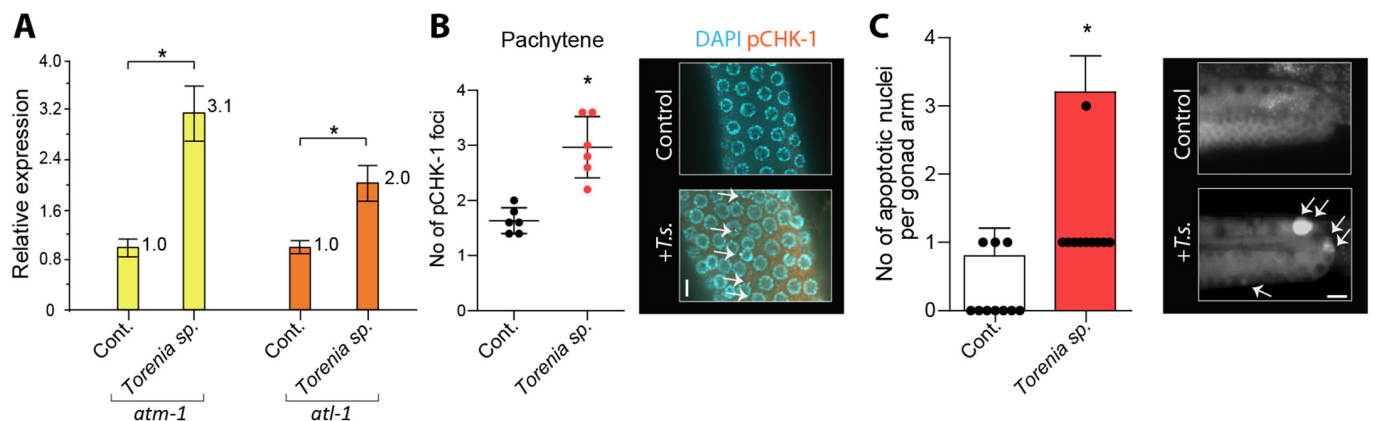 A
Relative expression
4.0
3.2
2.4
1.6
0.8
0
*
3.1
1.0
*
2.0
1.0
Cont.
Torenia sp.
Cont.
Torenia sp.
atm-1
atl-1
B
Pachytene
No of pCHK-1 foci
4
3
2
1
0
*
Cont.
Torenia sp.
DAPI pCHK-1
Control
+T.s.
C
No of apoptotic nuclei
per gonad arm
4
3
2
1
0
*
Cont.
Torenia sp.
Control
+T.s.